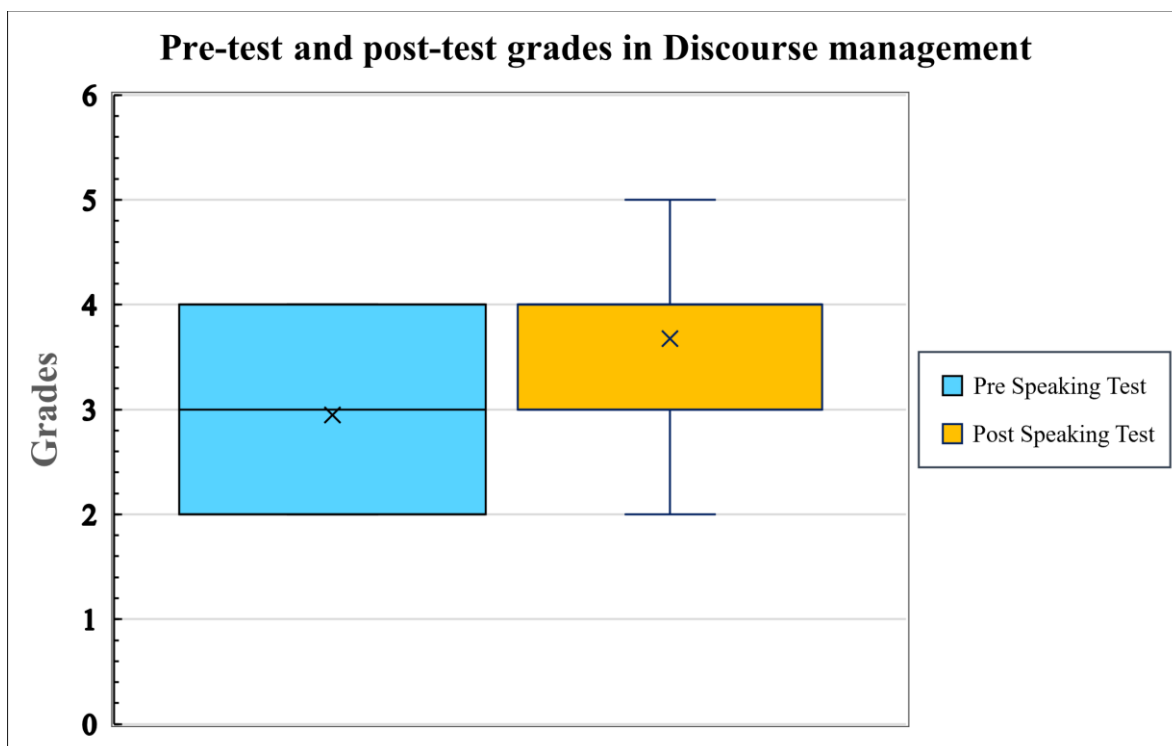 Pre-test and post-test grades in Discourse management
6
5
4
3
2
1
0
Grades
Pre Speaking Test
Post Speaking Test